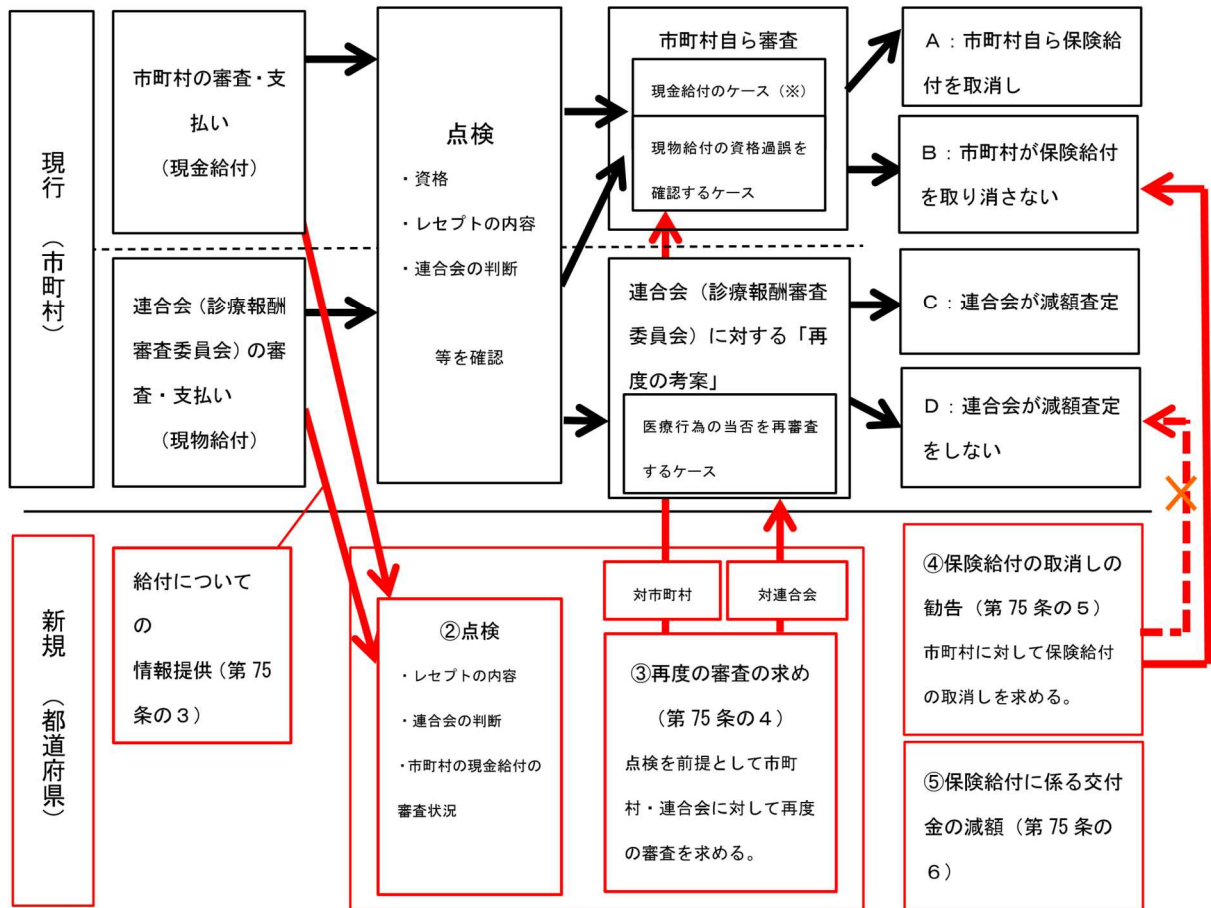 現行（市町村）
市町村の審査・支
払い
（現金給付）
連合会（診療報酬
審査委員会）の審
査・支払い
（現物給付）
点検
・資格
・レセプトの内容
・連合会の判断
等を確認
市町村自ら審査
現金給付のケース（※）
現物給付の資格過誤を
確認するケース
連合会（診療報酬審査
委員会）に対する「再
度の考案」
医療行為の当否を再審査
するケース
A：市町村自ら保険給
付を取消し
B：市町村が保険給付
を取り消さない
C：連合会が減額査定
D：連合会が減額査定
をしない
新規（都道府県）
給付についての
情報提供（第75
条の3）
②点検
・レセプトの内容
・連合会の判断
・市町村の現金給付の
審査状況
対市町村
対連合会
③再度の審査の求め
（第75条の4）
点検を前提として市町
村・連合会に対して再度
の審査を求める。
④保険給付の取消しの
勧告（第75条の5）
市町村に対して保険給付
の取消しを求める。
⑤保険給付に係る交付
金の減額（第75条の
6）